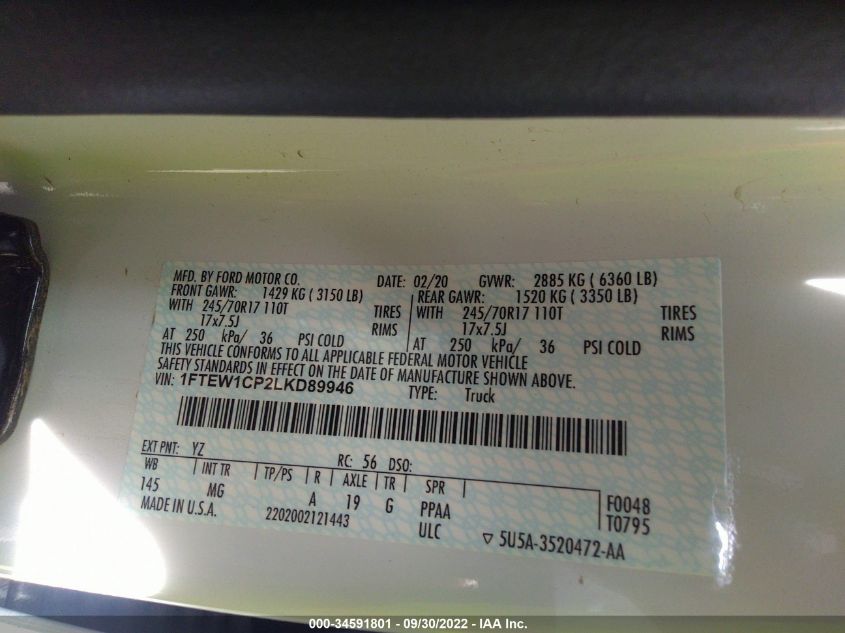 MFD. BY FORD MOTOR CO. DATE: 02/20 GVWR: 2885 KG ( 6360 LB)
FRONT GAWR: 1429 KG ( 3150 LB) REAR GAWR: 1520 KG ( 3350 LB)
WITH 245/70R17 110T TIRES WITH 245/70R17 110T TIRES
17x7.5J RIMS 17x7.5J RIMS
AT 250 kPa/ 36 PSI COLD AT 250 kPa/ 36 PSI COLD
THIS VEHICLE CONFORMS TO ALL APPLICABLE FEDERAL MOTOR VEHICLE
SAFETY STANDARDS IN EFFECT ON THE DATE OF MANUFACTURE SHOWN ABOVE.
VIN: 1FTEW1CP2LKD89946 TYPE: Truck
EXT PNT: YZ RC: 56 DSO:
WB INT TR TP/PS R AXLE TR SPR
145 MG A 19 G PPAA F0048
MADE IN U.S.A. 2202002121443 ULC T0795
▽ 5U5A-3520472-AA
000-34591801 - 09/30/2022 - IAA Inc.